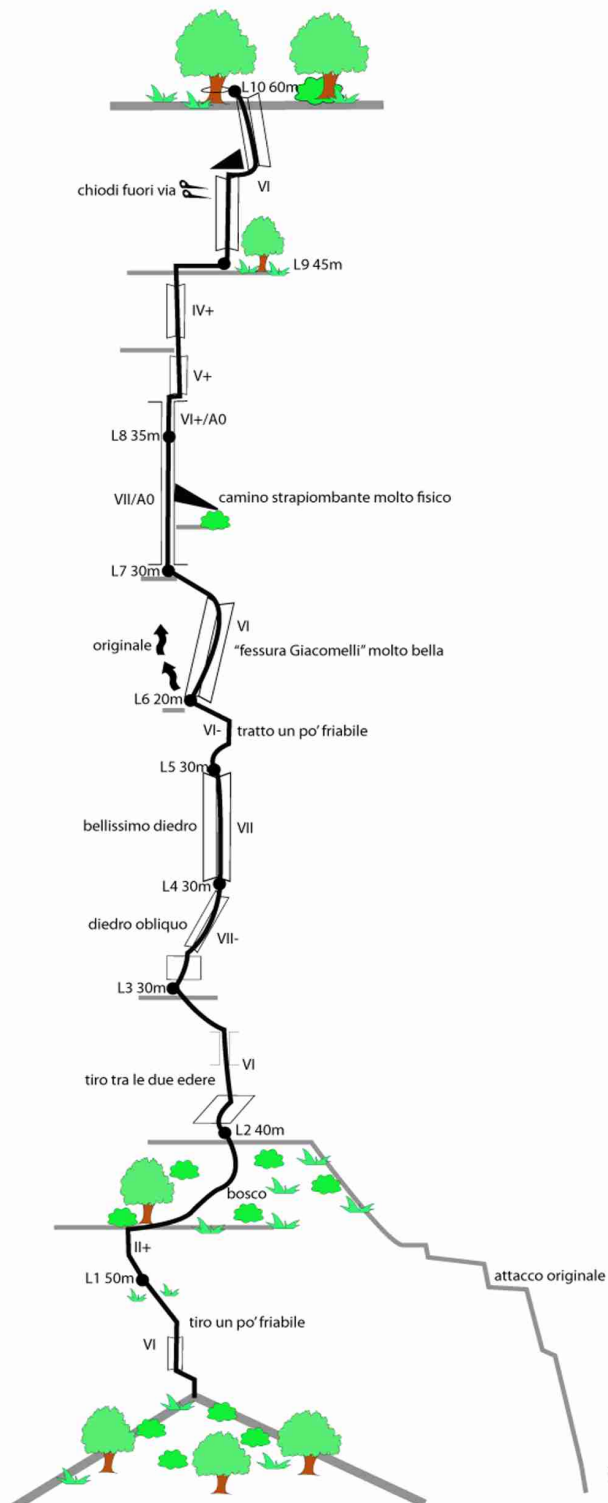 L10 60m
chiodi fuori via
VI
L9 45m
IV+
V+
VI+/A0
L8 35m
VII/A0
camino strapiombante molto fisico
L7 30m
VI
originale
"fessura Giacomelli" molto bella
L6 20m
VI-
tratto un po' friabile
L5 30m
bellissimo diedro
VII
L4 30m
diedro obliquo
VII-
L3 30m
VI
tiro tra le due edere
L2 40m
bosco
II+
L1 50m
attacco originale
tiro un po' friabile
VI